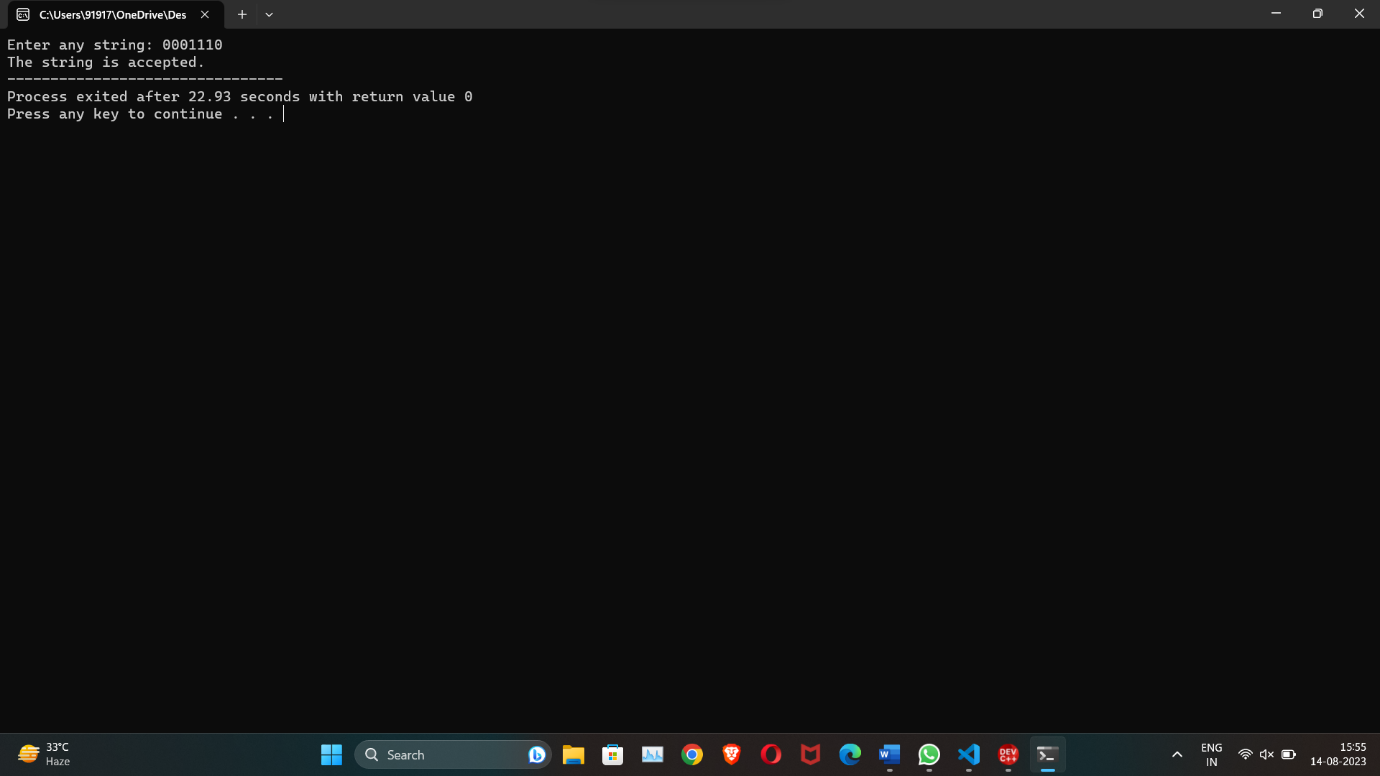 C:\Users\91917\OneDrive\Des
Enter any string: 0001110
The string is accepted.
--------------------------------
Process exited after 22.93 seconds with return value 0
Press any key to continue . . .
33°C
Haze
Search
DEV
C++
ENG
IN
15:55
14-08-2023